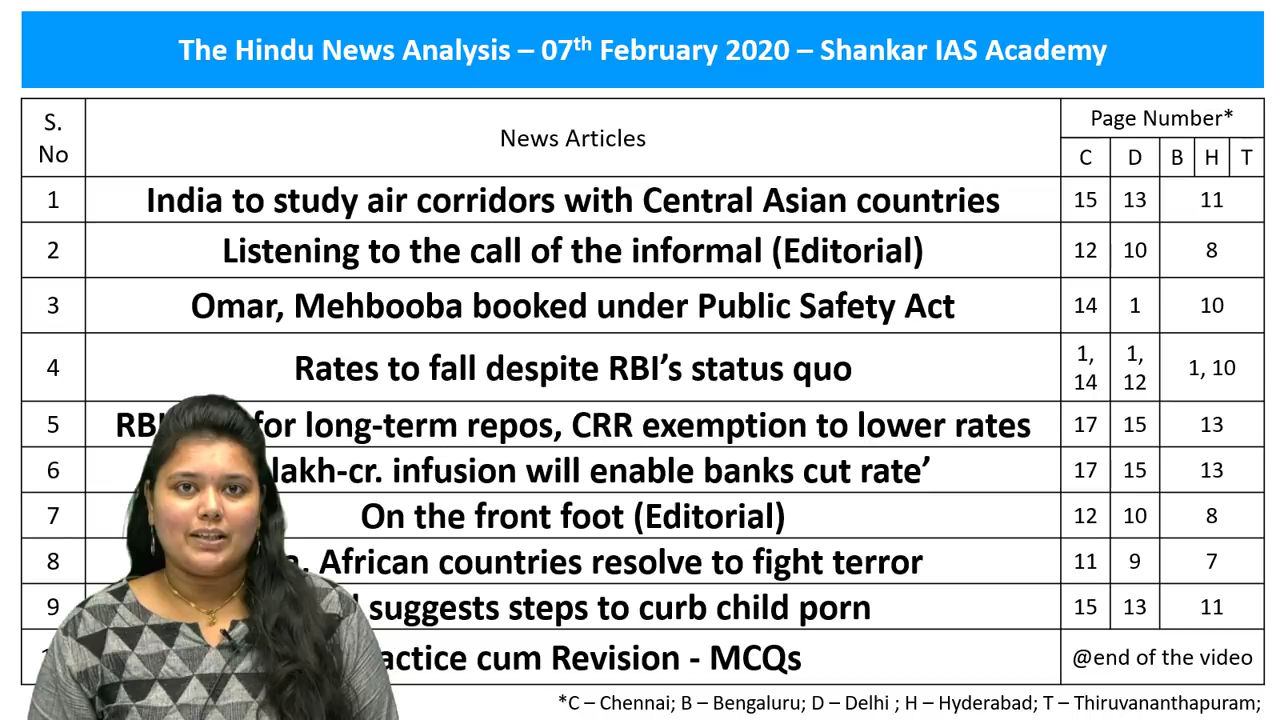 The Hindu News Analysis – 07th February 2020 – Shankar IAS Academy
S. No
News Articles
Page Number*
C D B H T
1 India to study air corridors with Central Asian countries 15 13 11
2 Listening to the call of the informal (Editorial) 12 10 8
3 Omar, Mehbooba booked under Public Safety Act 14 1 10
4 Rates to fall despite RBI's status quo 1, 14 1, 12 1, 10
5 RBI for long-term repos, CRR exemption to lower rates 17 15 13
6 lakh-cr. infusion will enable banks cut rate' 17 15 13
7 On the front foot (Editorial) 12 10 8
8 African countries resolve to fight terror 11 9 7
9 suggests steps to curb child porn 15 13 11
cum Revision - MCQs @end of the video
*C – Chennai; B – Bengaluru; D – Delhi ; H – Hyderabad; T – Thiruvananthapuram;